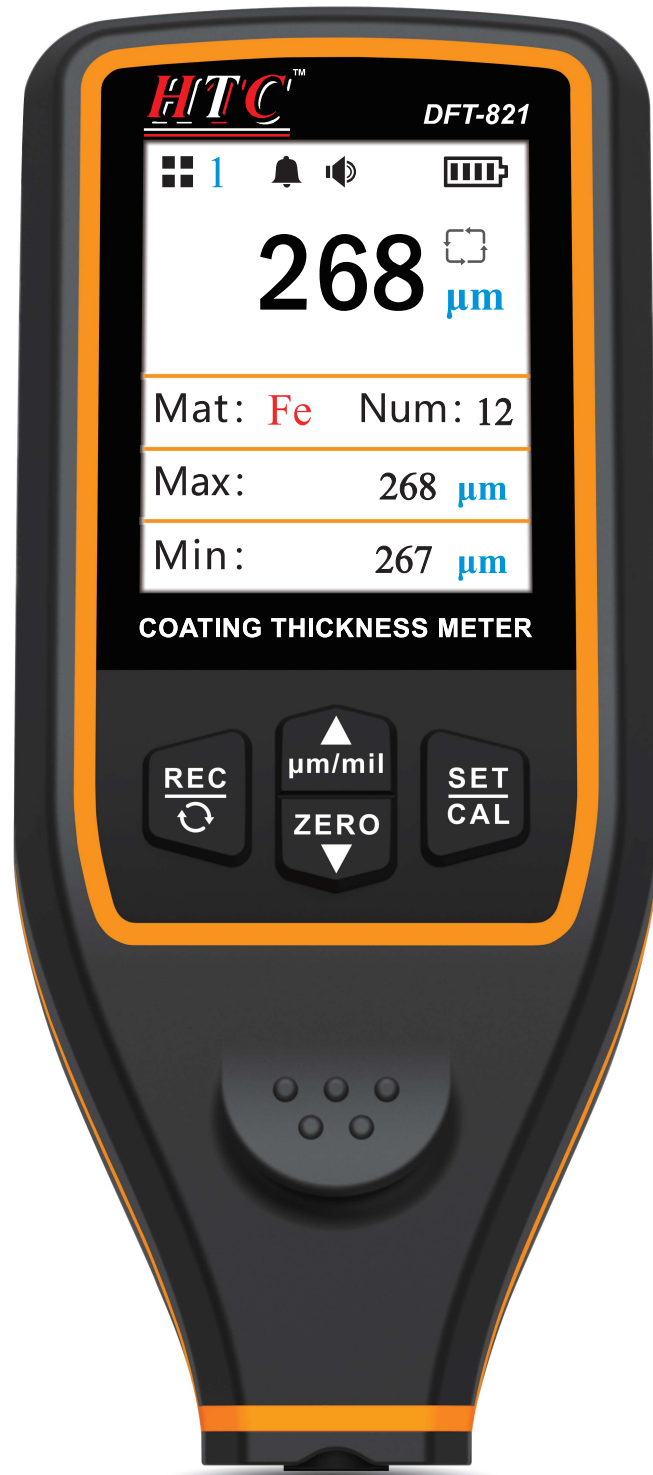 HTC™
DFT-821
1
268 µm
Mat: Fe Num: 12
Max: 268 µm
Min: 267 µm
COATING THICKNESS METER
REC
µm/mil
ZERO
SET
CAL